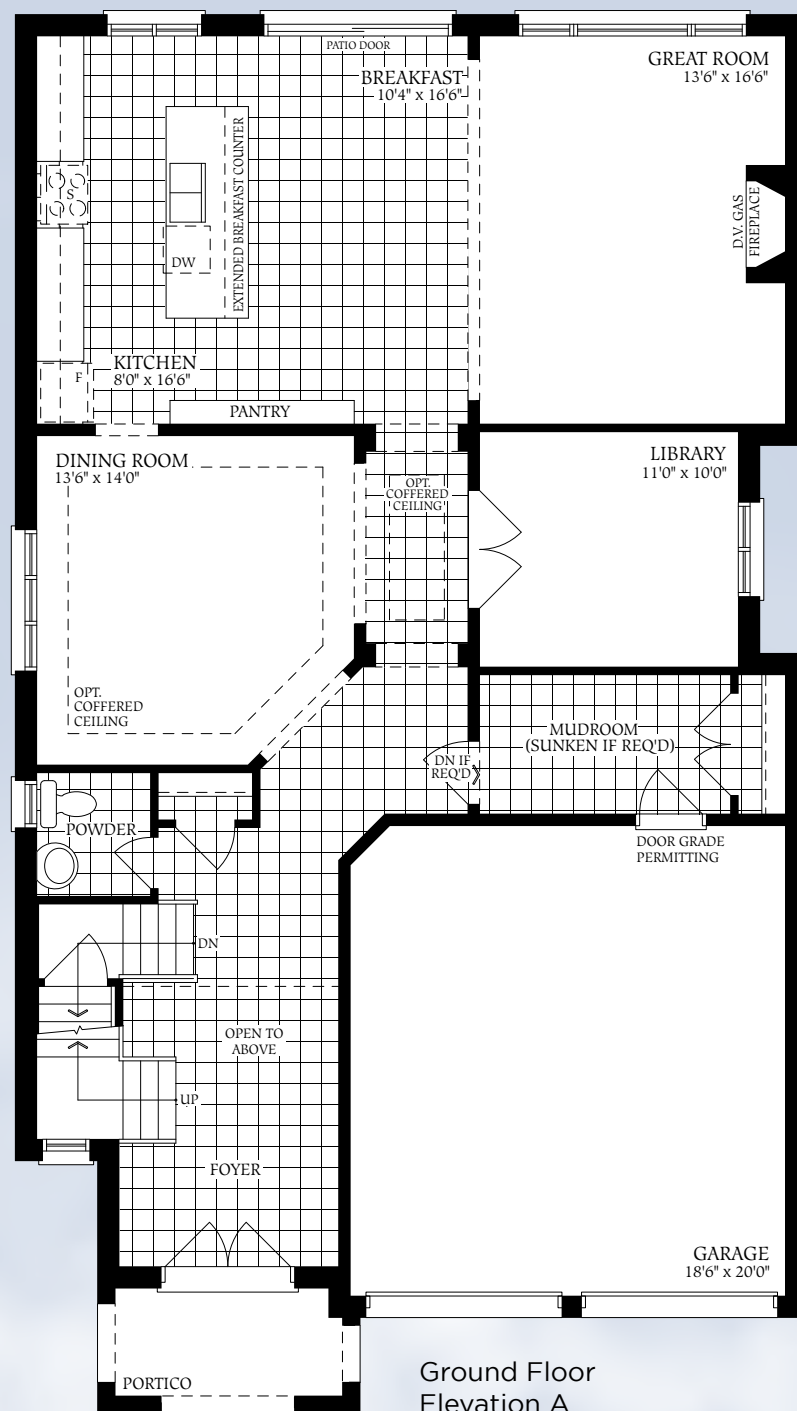 PATIO DOOR
BREAKFAST
10'4" x 16'6"
GREAT ROOM
13'6" x 16'6"
EXTENDED BREAKFAST COUNTER
S
DW
D.V. GAS
FIREPLACE
KITCHEN
8'0" x 16'6"
F
PANTRY
DINING ROOM
13'6" x 14'0"
OPT.
COFFERED
CEILING
LIBRARY
11'0" x 10'0"
OPT.
COFFERED
CEILING
MUDROOM
(SUNKEN IF REQ'D)
DN IF
REQ'D
POWDER
DOOR GRADE
PERMITTING
DN
OPEN TO
ABOVE
UP
FOYER
GARAGE
18'6" x 20'0"
PORTICO
Ground Floor
Elevation A